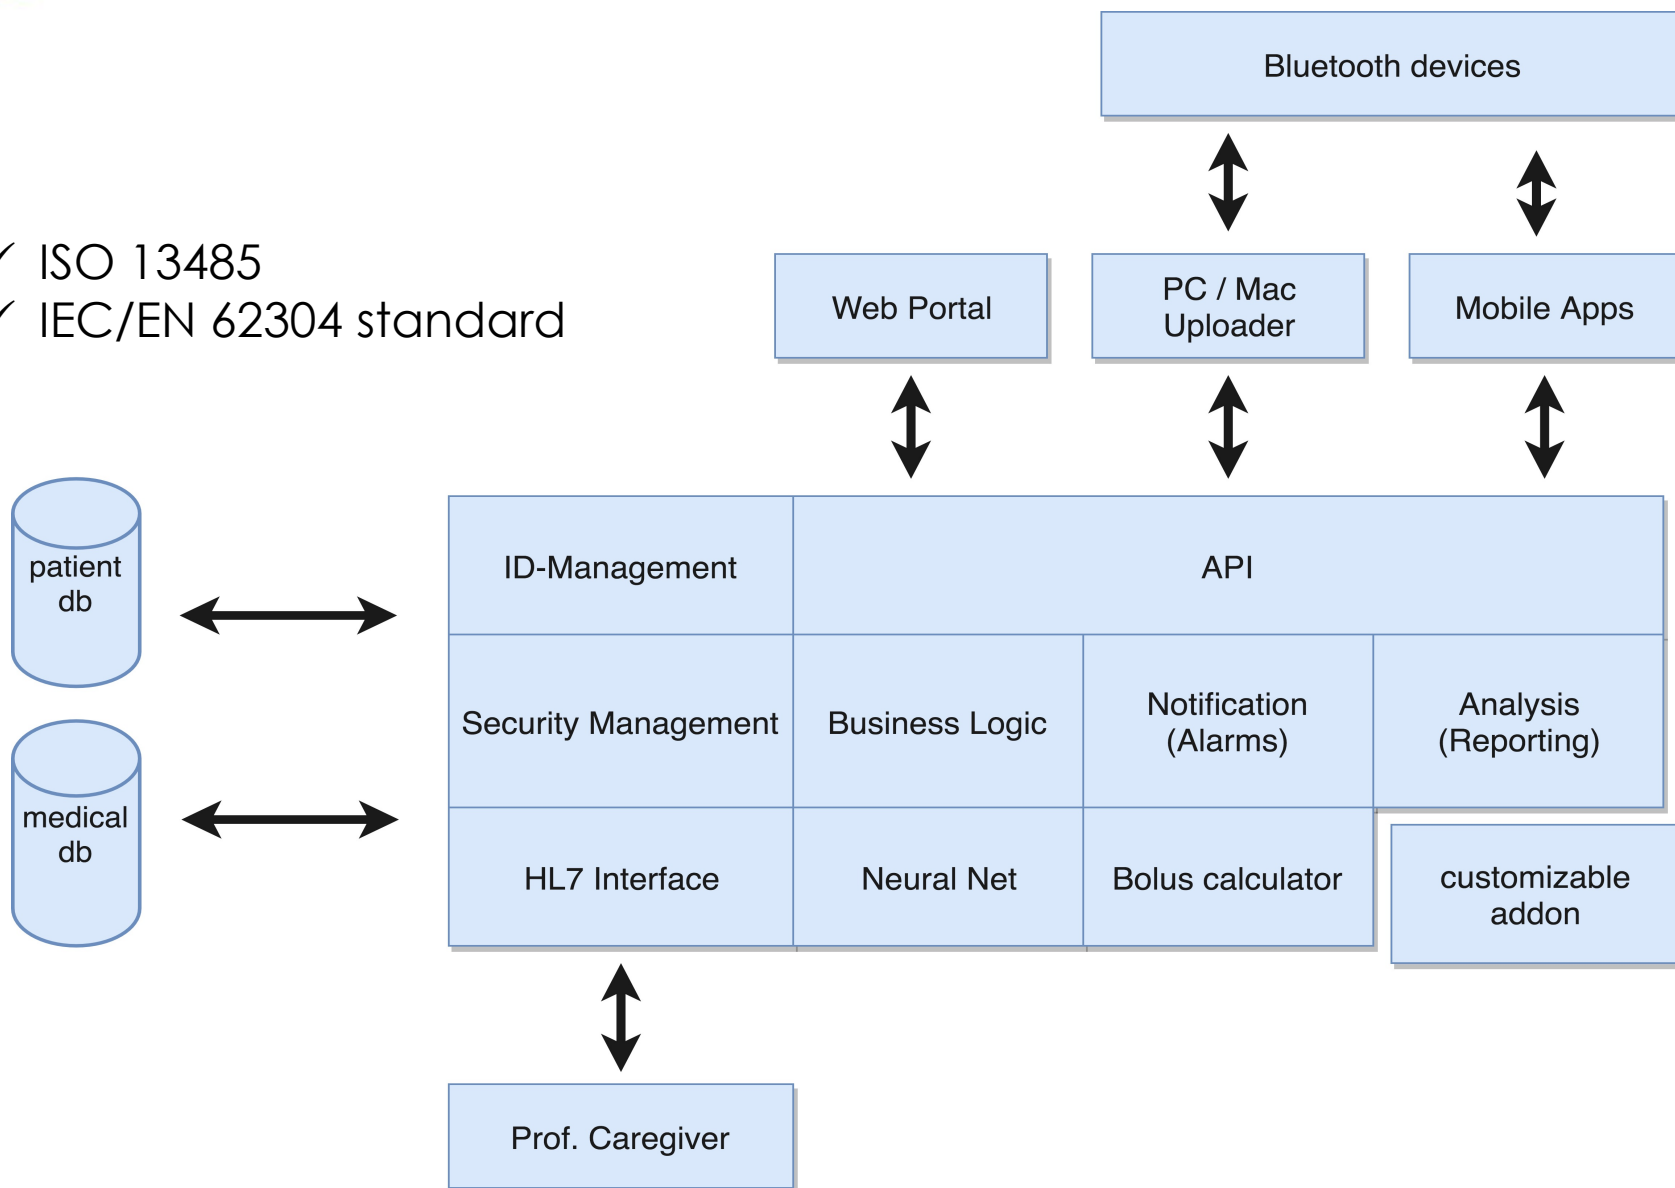 Bluetooth devices
✓ ISO 13485
✓ IEC/EN 62304 standard
Web Portal
PC / Mac
Uploader
Mobile Apps
patient
db
ID-Management
API
Security Management
Business Logic
Notification
(Alarms)
Analysis
(Reporting)
medical
db
HL7 Interface
Neural Net
Bolus calculator
customizable
addon
Prof. Caregiver